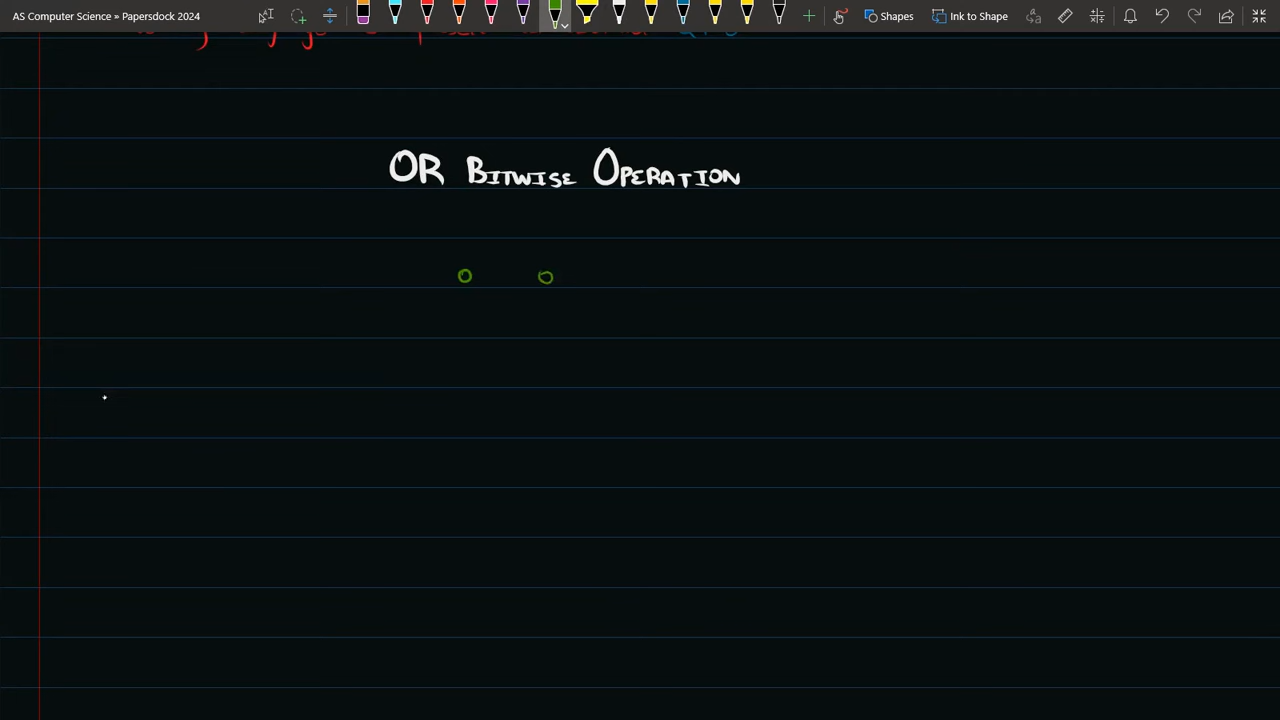 AS Computer Science » Papersdock 2024
Shapes
Ink to Shape
OR BITWISE OPERATION
0 0